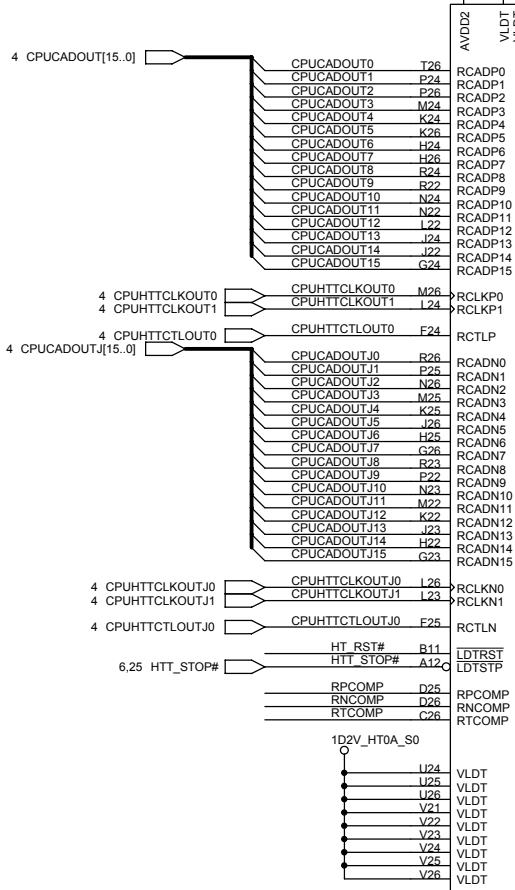 AVDD2
VLDT
VLDT
4 CPUCADOUT[15..0]
CPUCADOUT0 T26 RCADP0
CPUCADOUT1 P24 RCADP1
CPUCADOUT2 P26 RCADP2
CPUCADOUT3 M24 RCADP3
CPUCADOUT4 K24 RCADP4
CPUCADOUT5 K26 RCADP5
CPUCADOUT6 H24 RCADP6
CPUCADOUT7 H26 RCADP7
CPUCADOUT8 R24 RCADP8
CPUCADOUT9 R22 RCADP9
CPUCADOUT10 N24 RCADP10
CPUCADOUT11 N22 RCADP11
CPUCADOUT12 L22 RCADP12
CPUCADOUT13 J24 RCADP13
CPUCADOUT14 J22 RCADP14
CPUCADOUT15 G24 RCADP15
4 CPUHTTCLKOUT0 CPUHTTCLKOUT0 M26 RCLKP0
4 CPUHTTCLKOUT1 CPUHTTCLKOUT1 L24 RCLKP1
4 CPUHTTCTLOUT0 CPUHTTCTLOUT0 F24 RCTLP
4 CPUCADOUTJ[15..0]
CPUCADOUTJ0 R26 RCADN0
CPUCADOUTJ1 P25 RCADN1
CPUCADOUTJ2 N26 RCADN2
CPUCADOUTJ3 M25 RCADN3
CPUCADOUTJ4 K25 RCADN4
CPUCADOUTJ5 J26 RCADN5
CPUCADOUTJ6 H25 RCADN6
CPUCADOUTJ7 G26 RCADN7
CPUCADOUTJ8 R23 RCADN8
CPUCADOUTJ9 P22 RCADN9
CPUCADOUTJ10 N23 RCADN10
CPUCADOUTJ11 M22 RCADN11
CPUCADOUTJ12 K22 RCADN12
CPUCADOUTJ13 J23 RCADN13
CPUCADOUTJ14 H22 RCADN14
CPUCADOUTJ15 G23 RCADN15
4 CPUHTTCLKOUTJ0 CPUHTTCLKOUTJ0 L26 RCLKN0
4 CPUHTTCLKOUTJ1 CPUHTTCLKOUTJ1 L23 RCLKN1
4 CPUHTTCTLOUTJ0 CPUHTTCTLOUTJ0 F25 RCTLN
HT_RST# B11 LDTRST
6,25 HTT_STOP# HTT_STOP# A12 LDTSTP
RPCOMP D25 RPCOMP
RNCOMP D26 RNCOMP
RTCOMP C26 RTCOMP
1D2V_HT0A_S0
U24 VLDT
U25 VLDT
U26 VLDT
V21 VLDT
V22 VLDT
V23 VLDT
V24 VLDT
V25 VLDT
V26 VLDT